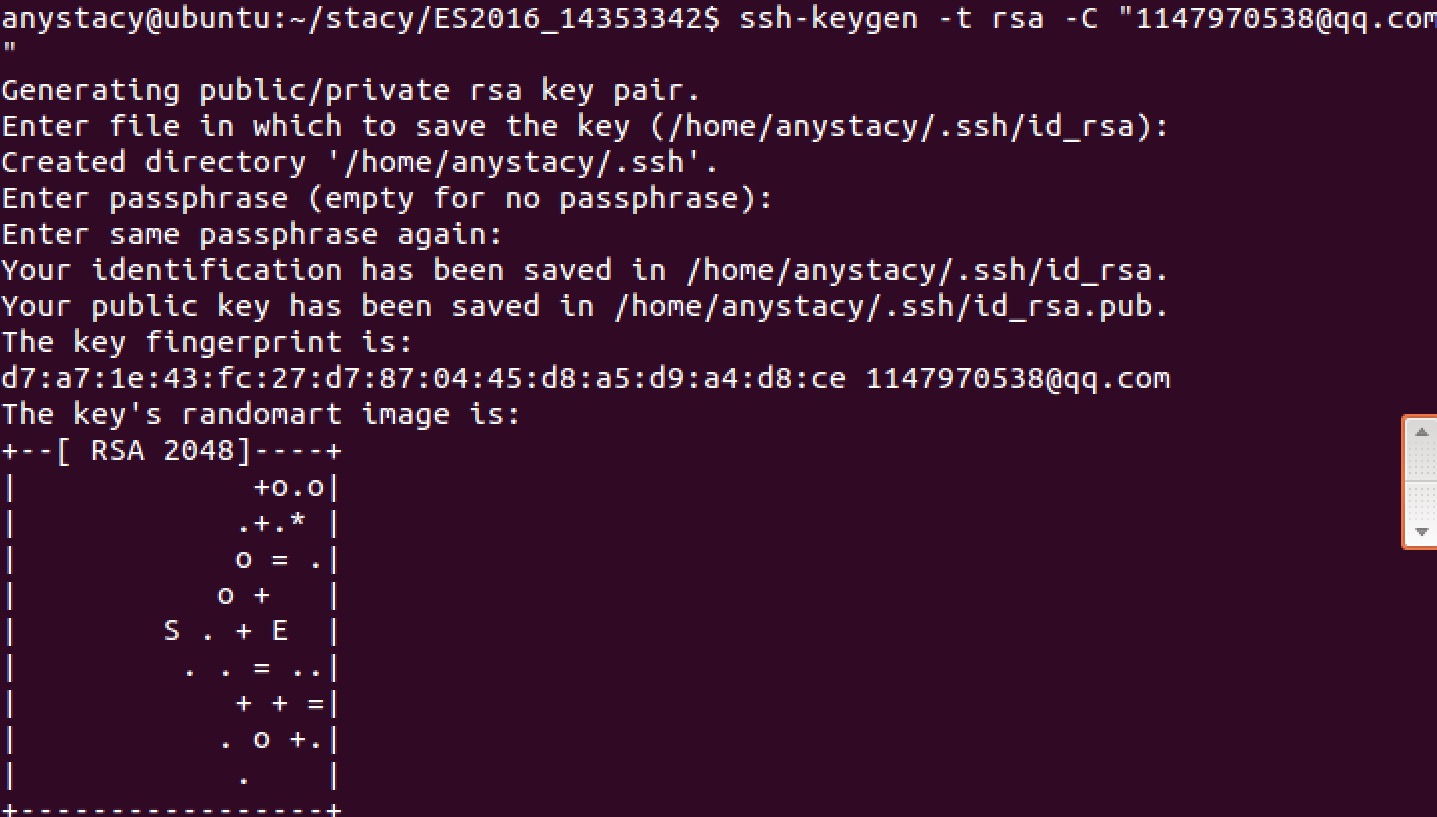 anystacy@ubuntu:~/stacy/ES2016_14353342$ ssh-keygen -t rsa -C "1147970538@qq.com
"
Generating public/private rsa key pair.
Enter file in which to save the key (/home/anystacy/.ssh/id_rsa):
Created directory '/home/anystacy/.ssh'.
Enter passphrase (empty for no passphrase):
Enter same passphrase again:
Your identification has been saved in /home/anystacy/.ssh/id_rsa.
Your public key has been saved in /home/anystacy/.ssh/id_rsa.pub.
The key fingerprint is:
d7:a7:1e:43:fc:27:d7:87:04:45:d8:a5:d9:a4:d8:ce 1147970538@qq.com
The key's randomart image is:
+--[ RSA 2048]----+
|             +o.o|
|            .+.* |
|            o = .|
|           o +   |
|        S . + E  |
|         . . = ..|
|            + + =|
|           . o +.|
|            .    |
+-----------------+